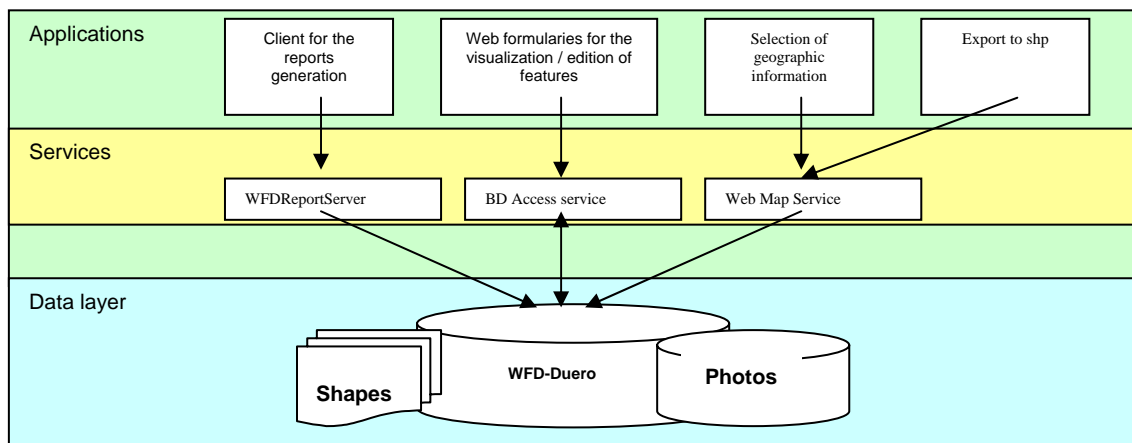 Applications
Client for the
reports
generation
Web formularies for the
visualization / edition of
features
Selection of
geographic
information
Export to shp
Services
WFDReportServer
BD Access service
Web Map Service
Data layer
Shapes
WFD-Duero
Photos